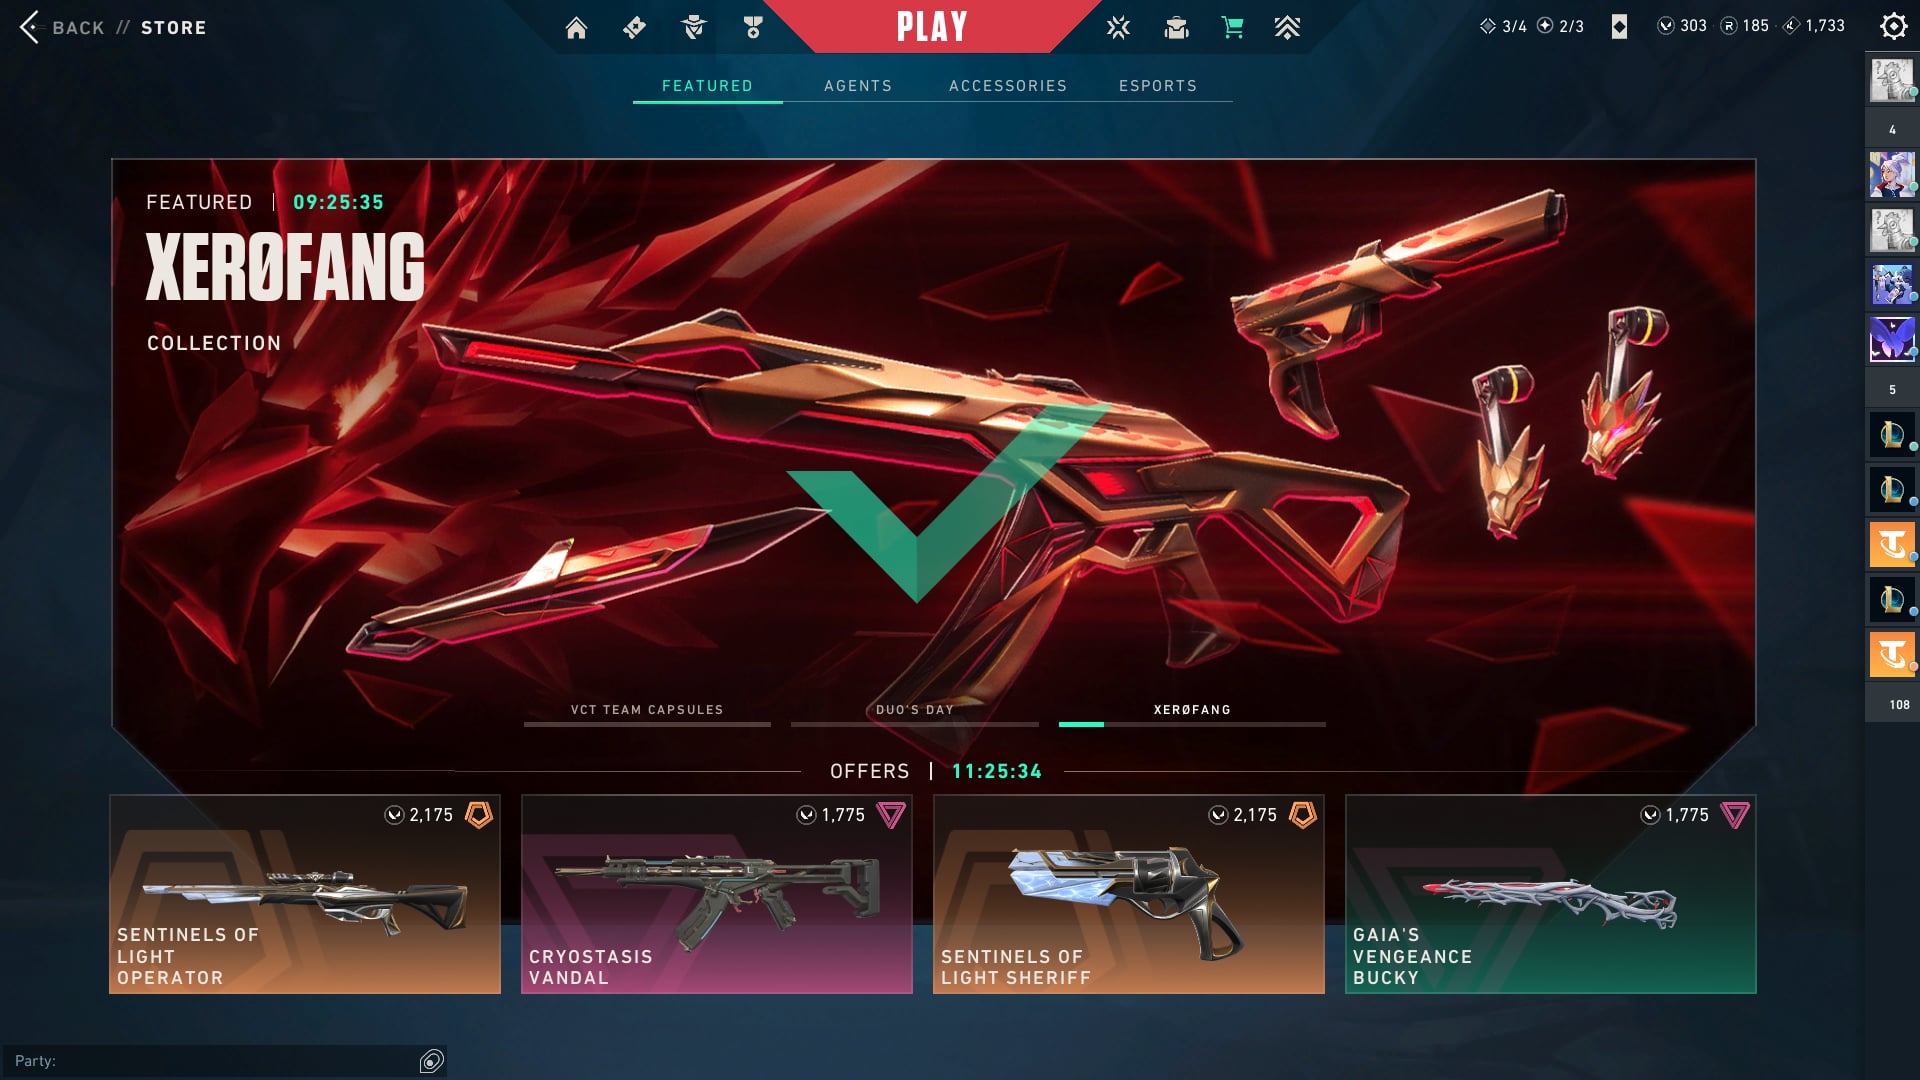 BACK // STORE
PLAY
3/4 2/3 303 R 185 1,733
FEATURED AGENTS ACCESSORIES ESPORTS
4
FEATURED | 09:25:35
XERØFANG
COLLECTION
5
108
VCT TEAM CAPSULES DUO'S DAY XERØFANG
OFFERS | 11:25:34
2,175 1,775 2,175 1,775
SENTINELS OF
LIGHT
OPERATOR
CRYOSTASIS
VANDAL
SENTINELS OF
LIGHT SHERIFF
GAIA'S
VENGEANCE
BUCKY
Party: